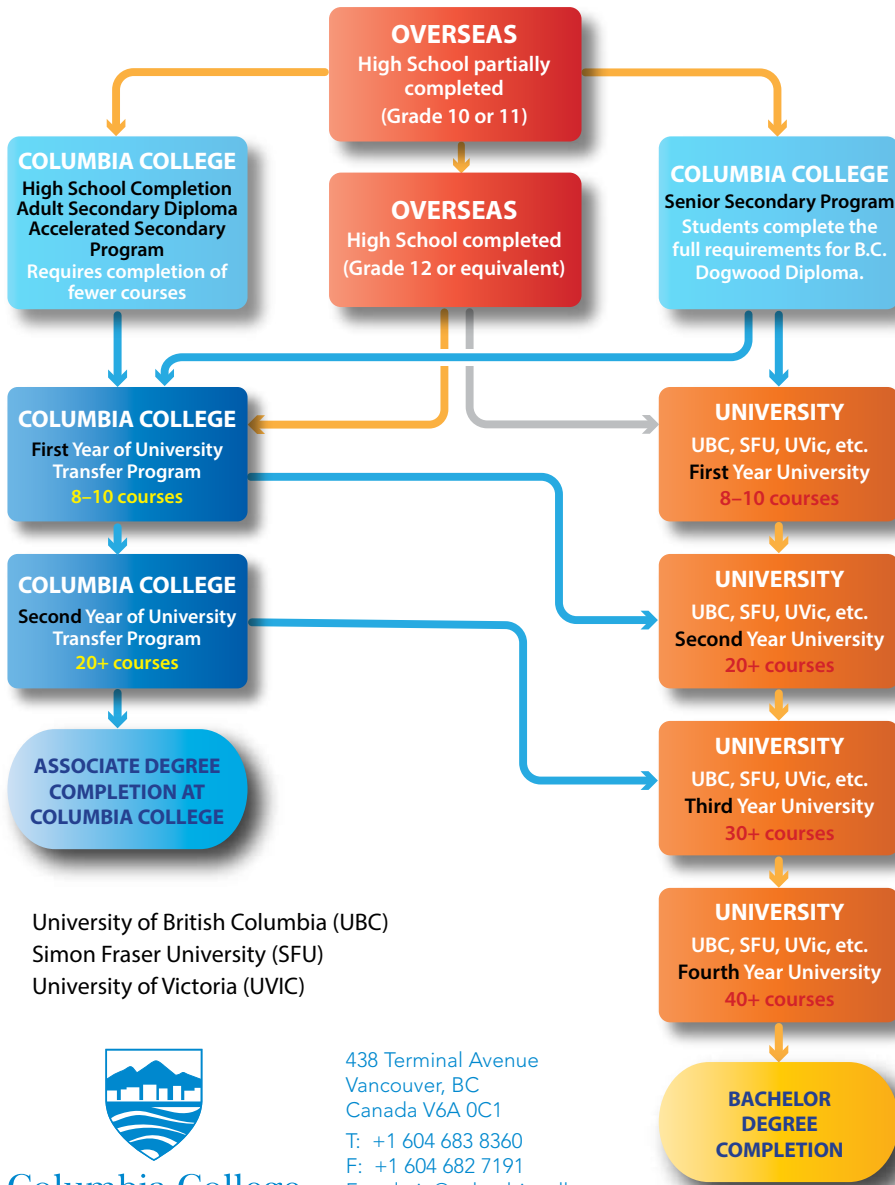 OVERSEAS
High School partially
completed
(Grade 10 or 11)
COLUMBIA COLLEGE
High School Completion
Adult Secondary Diploma
Accelerated Secondary
Program
Requires completion of
fewer courses
OVERSEAS
High School completed
(Grade 12 or equivalent)
COLUMBIA COLLEGE
Senior Secondary Program
Students complete the
full requirements for B.C.
Dogwood Diploma.
COLUMBIA COLLEGE
First Year of University
Transfer Program
8–10 courses
UNIVERSITY
UBC, SFU, UVic, etc.
First Year University
8–10 courses
COLUMBIA COLLEGE
Second Year of University
Transfer Program
20+ courses
UNIVERSITY
UBC, SFU, UVic, etc.
Second Year University
20+ courses
ASSOCIATE DEGREE
COMPLETION AT
COLUMBIA COLLEGE
UNIVERSITY
UBC, SFU, UVic, etc.
Third Year University
30+ courses
UNIVERSITY
UBC, SFU, UVic, etc.
Fourth Year University
40+ courses
BACHELOR
DEGREE
COMPLETION
University of British Columbia (UBC)
Simon Fraser University (SFU)
University of Victoria (UVIC)
Columbia College
438 Terminal Avenue
Vancouver, BC
Canada V6A 0C1
T: +1 604 683 8360
F: +1 604 682 7191